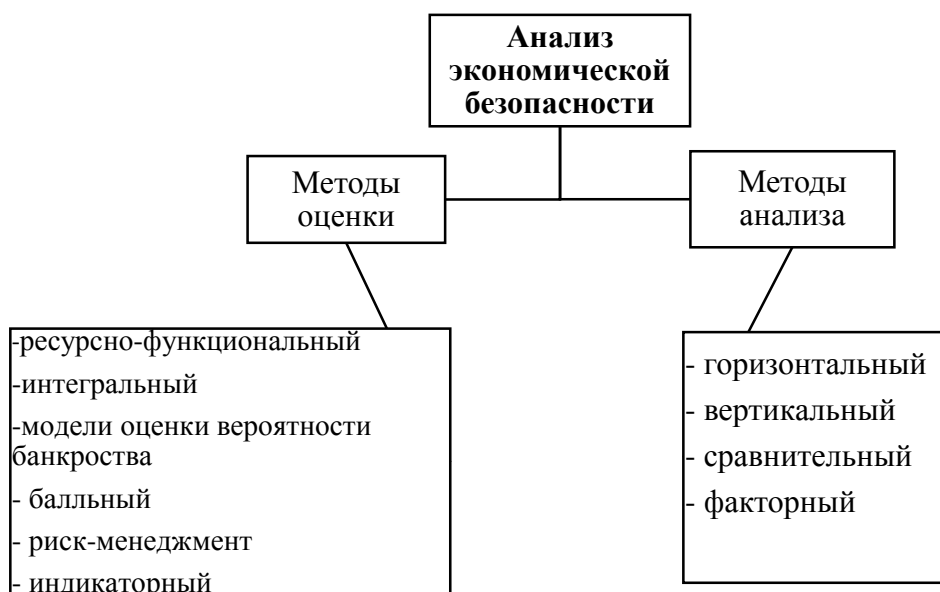 Анализ
экономической
безопасности
Методы
оценки
Методы
анализа
-ресурсно-функциональный
-интегральный
-модели оценки вероятности
банкроства
- балльный
- риск-менеджмент
- индикаторный
- горизонтальный
- вертикальный
- сравнительный
- факторный